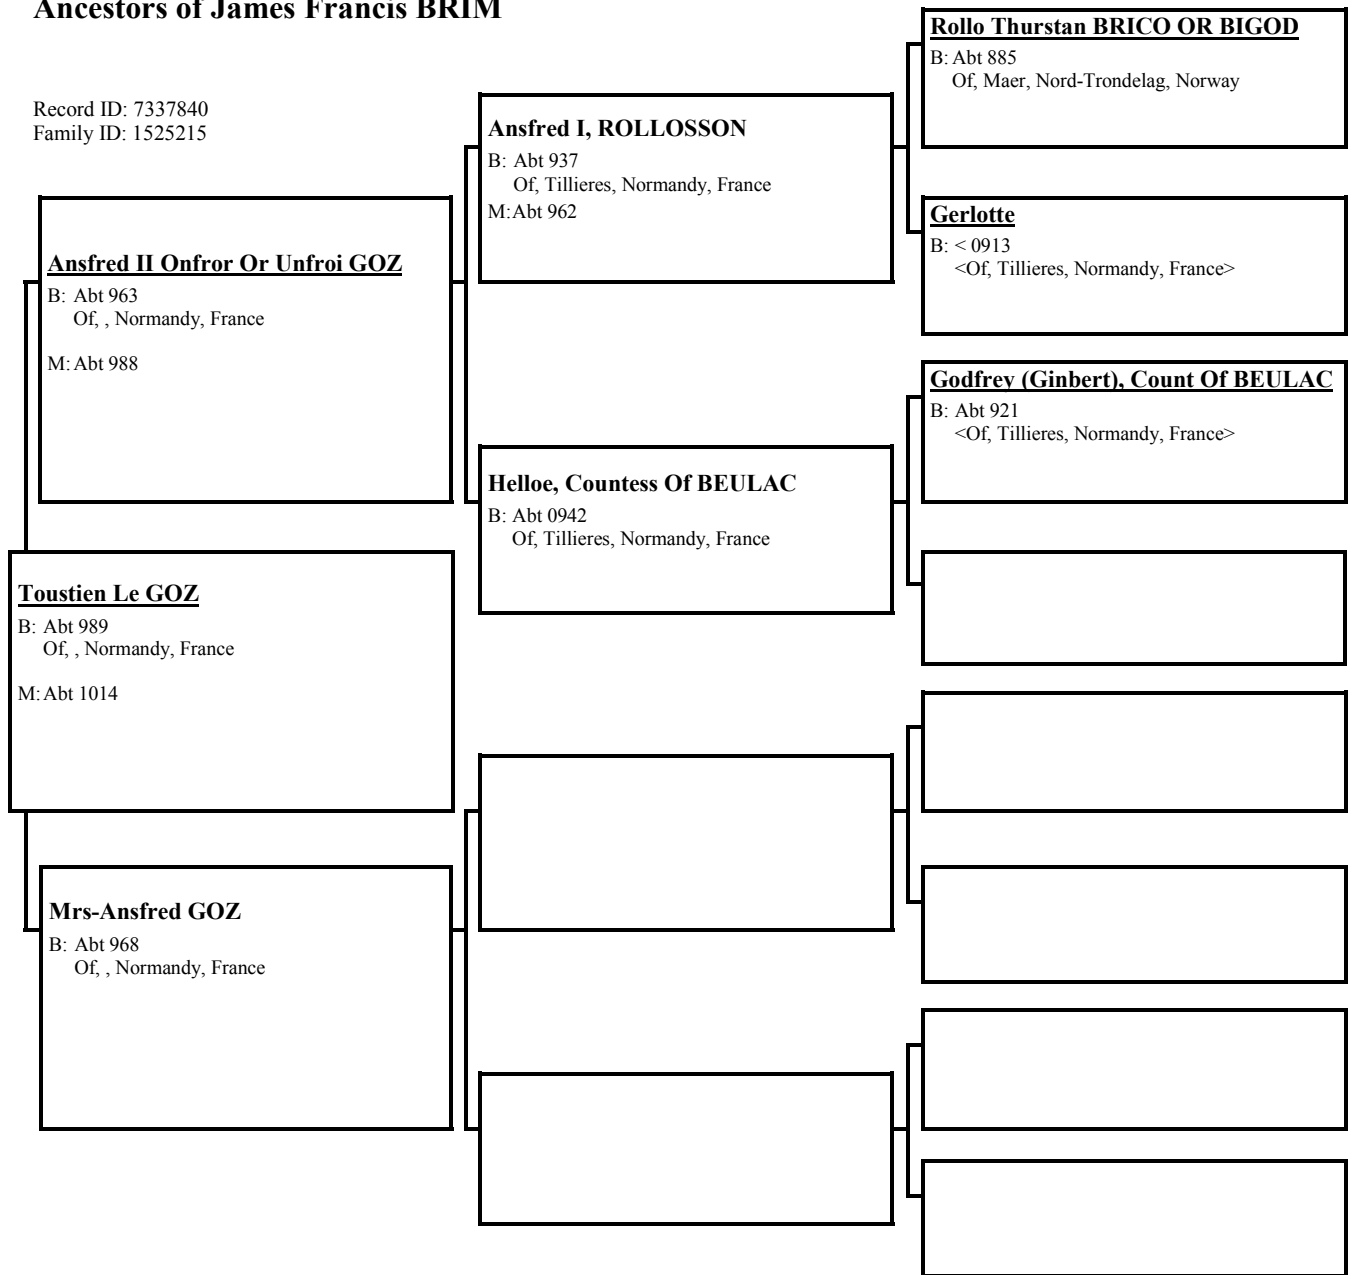 Ancestors of James Francis BRIM
Record ID: 7337840
Family ID: 1525215
Rollo Thurstan BRICO OR BIGOD
B: Abt 885
Of, Maer, Nord-Trondelag, Norway
Ansfred I, ROLLOSSON
B: Abt 937
Of, Tillieres, Normandy, France
M: Abt 962
Gerlotte
B: < 0913
<Of, Tillieres, Normandy, France>
Ansfred II Onfror Or Unfroi GOZ
B: Abt 963
Of, , Normandy, France
M: Abt 988
Godfrey (Ginbert), Count Of BEULAC
B: Abt 921
<Of, Tillieres, Normandy, France>
Helloe, Countess Of BEULAC
B: Abt 0942
Of, Tillieres, Normandy, France
Toustien Le GOZ
B: Abt 989
Of, , Normandy, France
M: Abt 1014
Mrs-Ansfred GOZ
B: Abt 968
Of, , Normandy, France